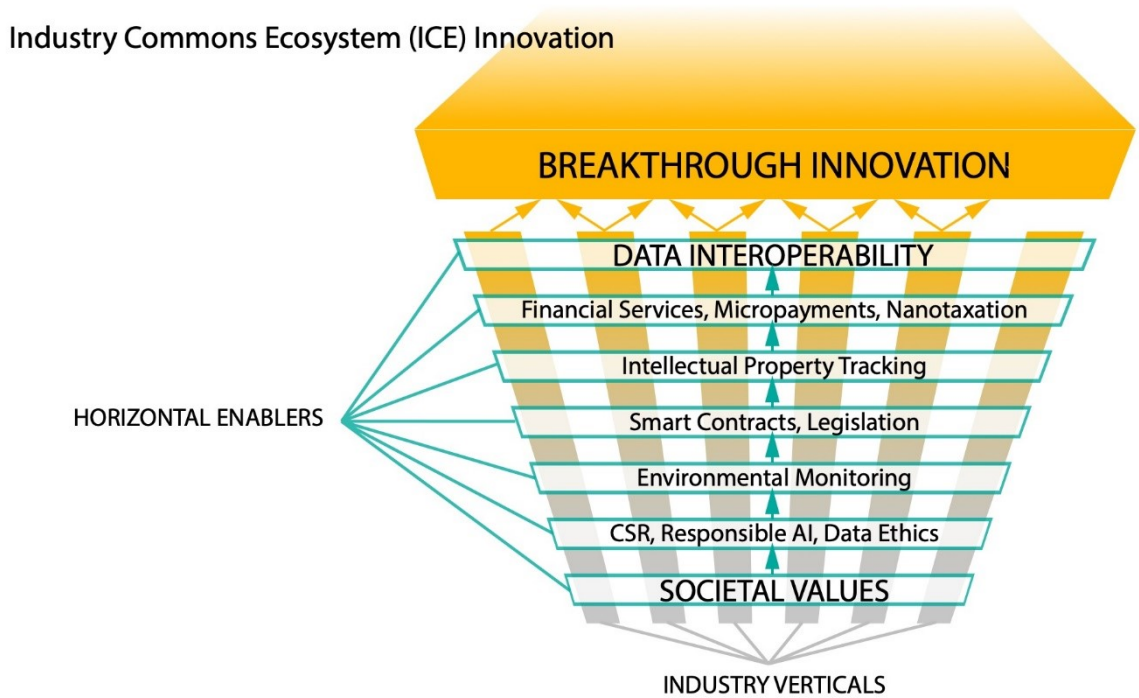 Industry Commons Ecosystem (ICE) Innovation
BREAKTHROUGH INNOVATION
DATA INTEROPERABILITY
Financial Services, Micropayments, Nanotaxation
Intellectual Property Tracking
HORIZONTAL ENABLERS
Smart Contracts, Legislation
Environmental Monitoring
CSR, Responsible AI, Data Ethics
SOCIETAL VALUES
INDUSTRY VERTICALS